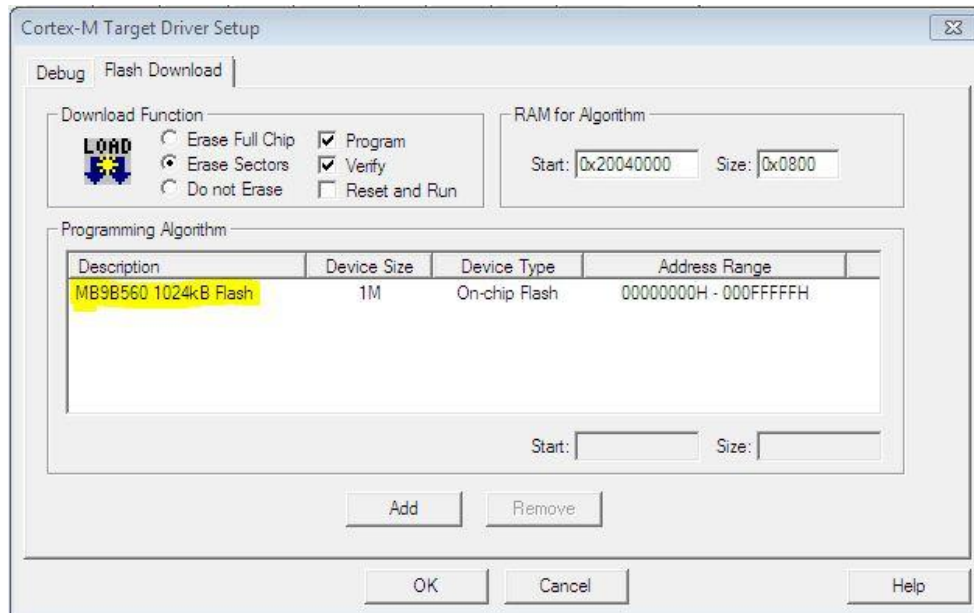 Cortex-M Target Driver Setup
Debug
Flash Download
Download Function
LOAD
Erase Full Chip
Erase Sectors
Do not Erase
Program
Verify
Reset and Run
RAM for Algorithm
Start: 0x20040000 Size: 0x0800
Programming Algorithm
Description Device Size Device Type Address Range
MB9B560 1024kB Flash 1M On-chip Flash 00000000H - 000FFFFFH
Start: Size:
Add Remove
OK Cancel Help